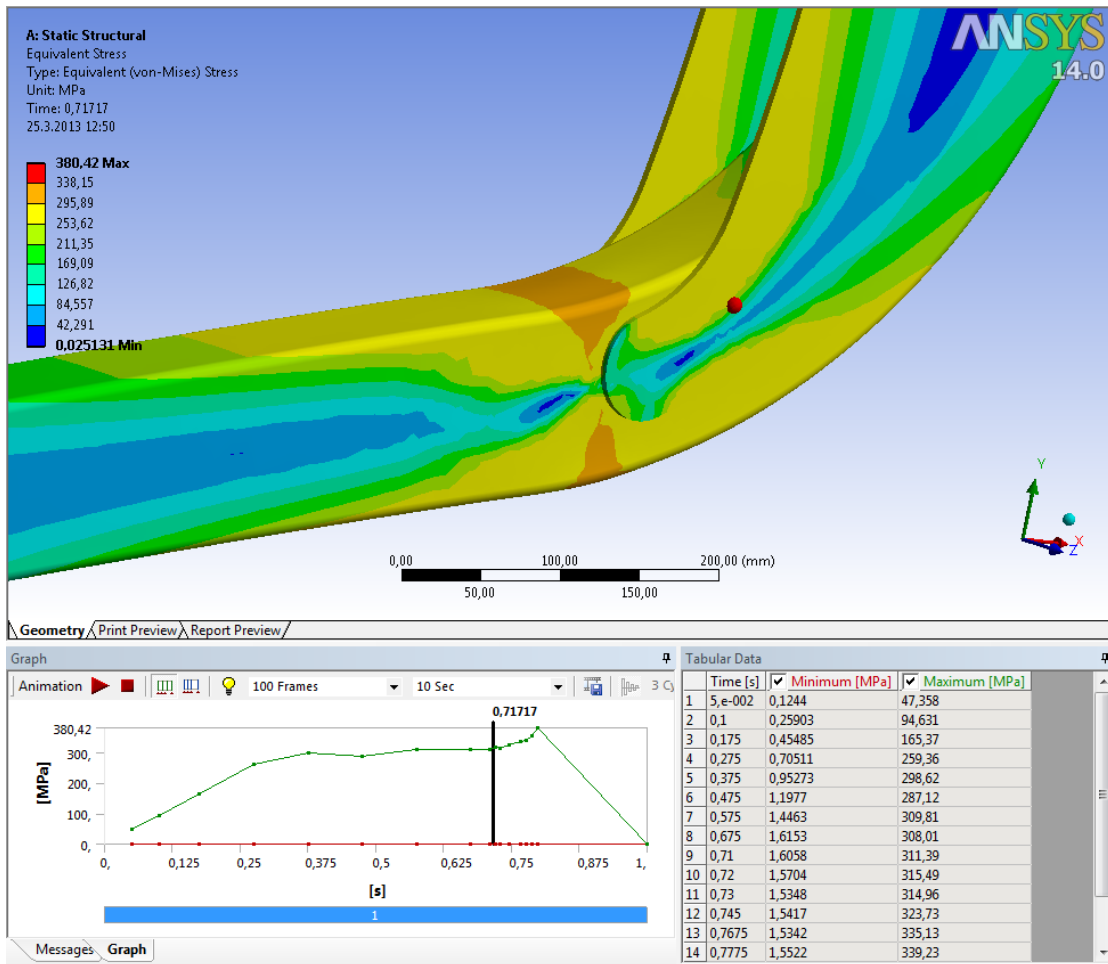 A: Static Structural
Equivalent Stress
Type: Equivalent (von-Mises) Stress
Unit: MPa
Time: 0,71717
25.3.2013 12:50
380,42 Max
338,15
295,89
253,62
211,35
169,09
126,82
84,557
42,291
0,025131 Min
ANSYS
14.0
Y
X
Z
0,00 100,00 200,00 (mm)
50,00 150,00
Geometry Print Preview Report Preview
Graph
Animation 100 Frames 10 Sec 3 Cy
0,71717
380,42
300,
200,
100,
0,
[MPa]
0, 0,125 0,25 0,375 0,5 0,625 0,75 0,875 1,
[s]
1
Messages Graph
Tabular Data
Time [s] Minimum [MPa] Maximum [MPa]
1 5,e-002 0,1244 47,358
2 0,1 0,25903 94,631
3 0,175 0,45485 165,37
4 0,275 0,70511 259,36
5 0,375 0,95273 298,62
6 0,475 1,1977 287,12
7 0,575 1,4463 309,81
8 0,675 1,6153 308,01
9 0,71 1,6058 311,39
10 0,72 1,5704 315,49
11 0,73 1,5348 314,96
12 0,745 1,5417 323,73
13 0,7675 1,5342 335,13
14 0,7775 1,5522 339,23